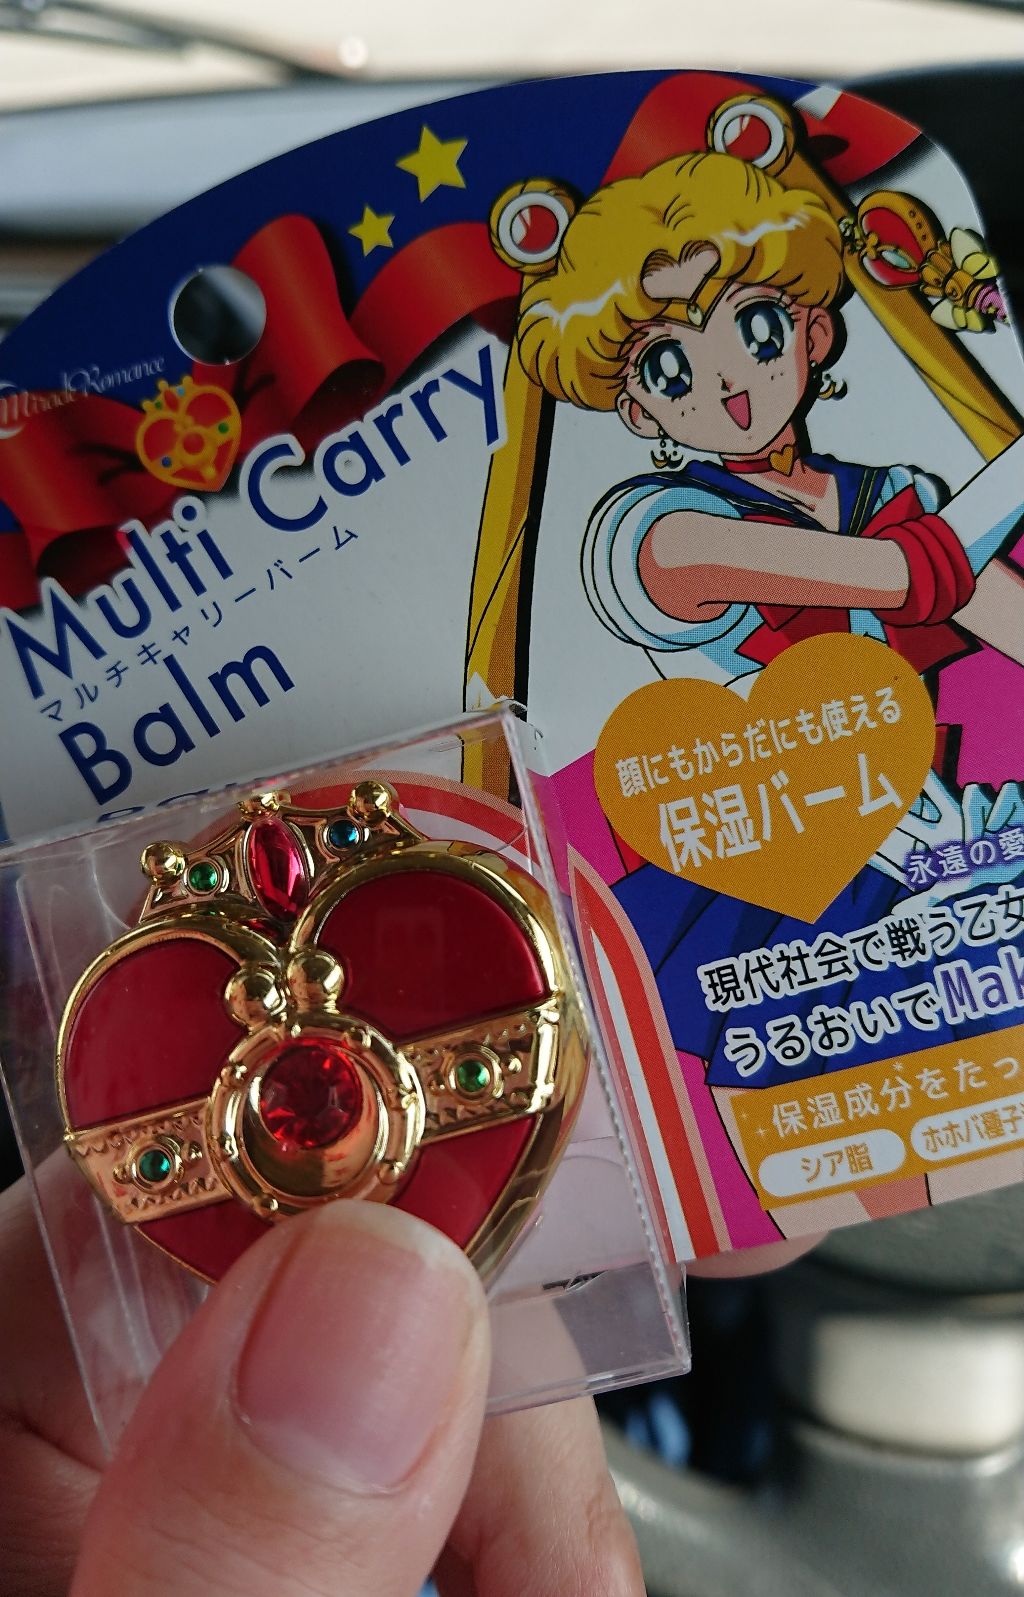 Miracle Romance
Multi Carry
マルチキャリーバーム
Balm
顔にもからだにも使える
保湿バーム
永遠の愛
現代社会で戦う乙女
うるおいでMak
保湿成分をたっ
シア脂
ホホバ種子